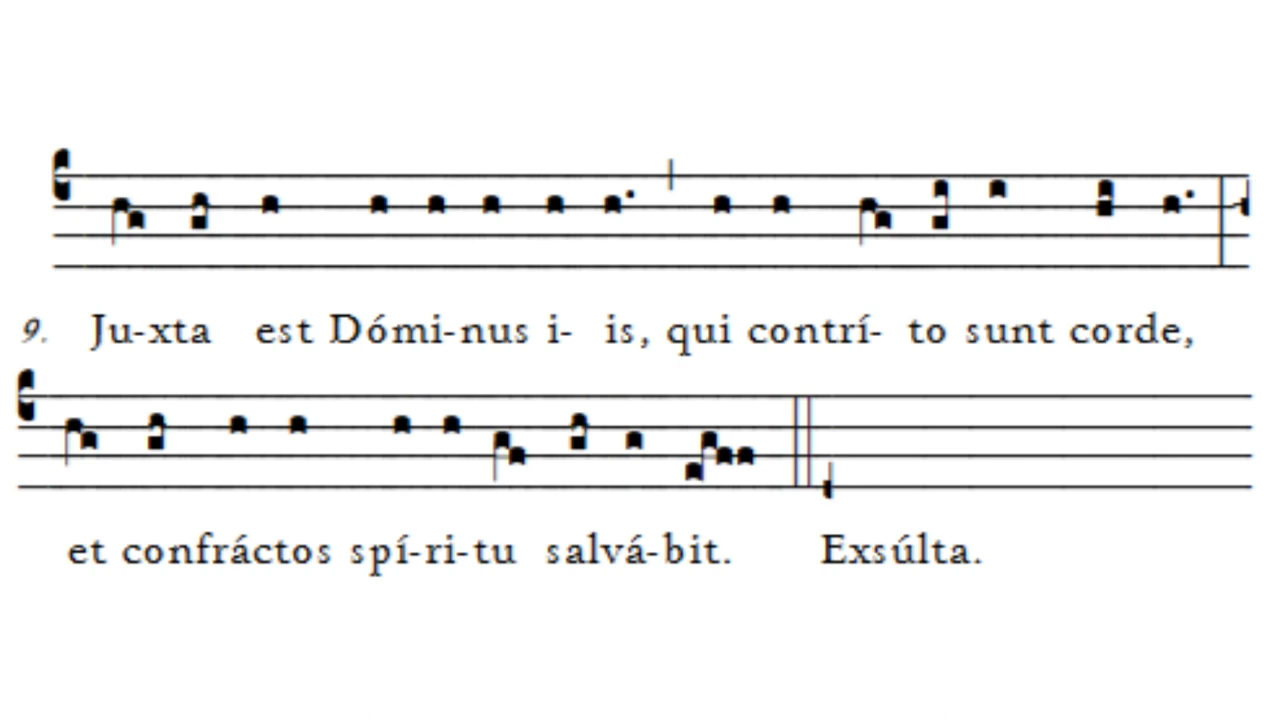 9. Ju-xta est Dómi-nus i- is, qui contrí- to sunt corde,
et confráctos spí-ri-tu salvá-bit. Exsúlta.